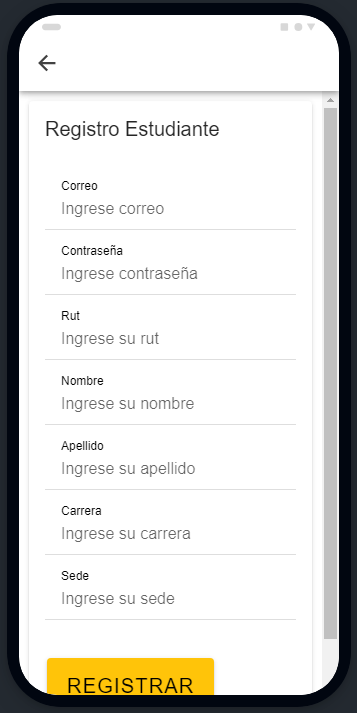 Registro Estudiante
Correo
Ingrese correo
Contraseña
Ingrese contraseña
Rut
Ingrese su rut
Nombre
Ingrese su nombre
Apellido
Ingrese su apellido
Carrera
Ingrese su carrera
Sede
Ingrese su sede
REGISTRAR